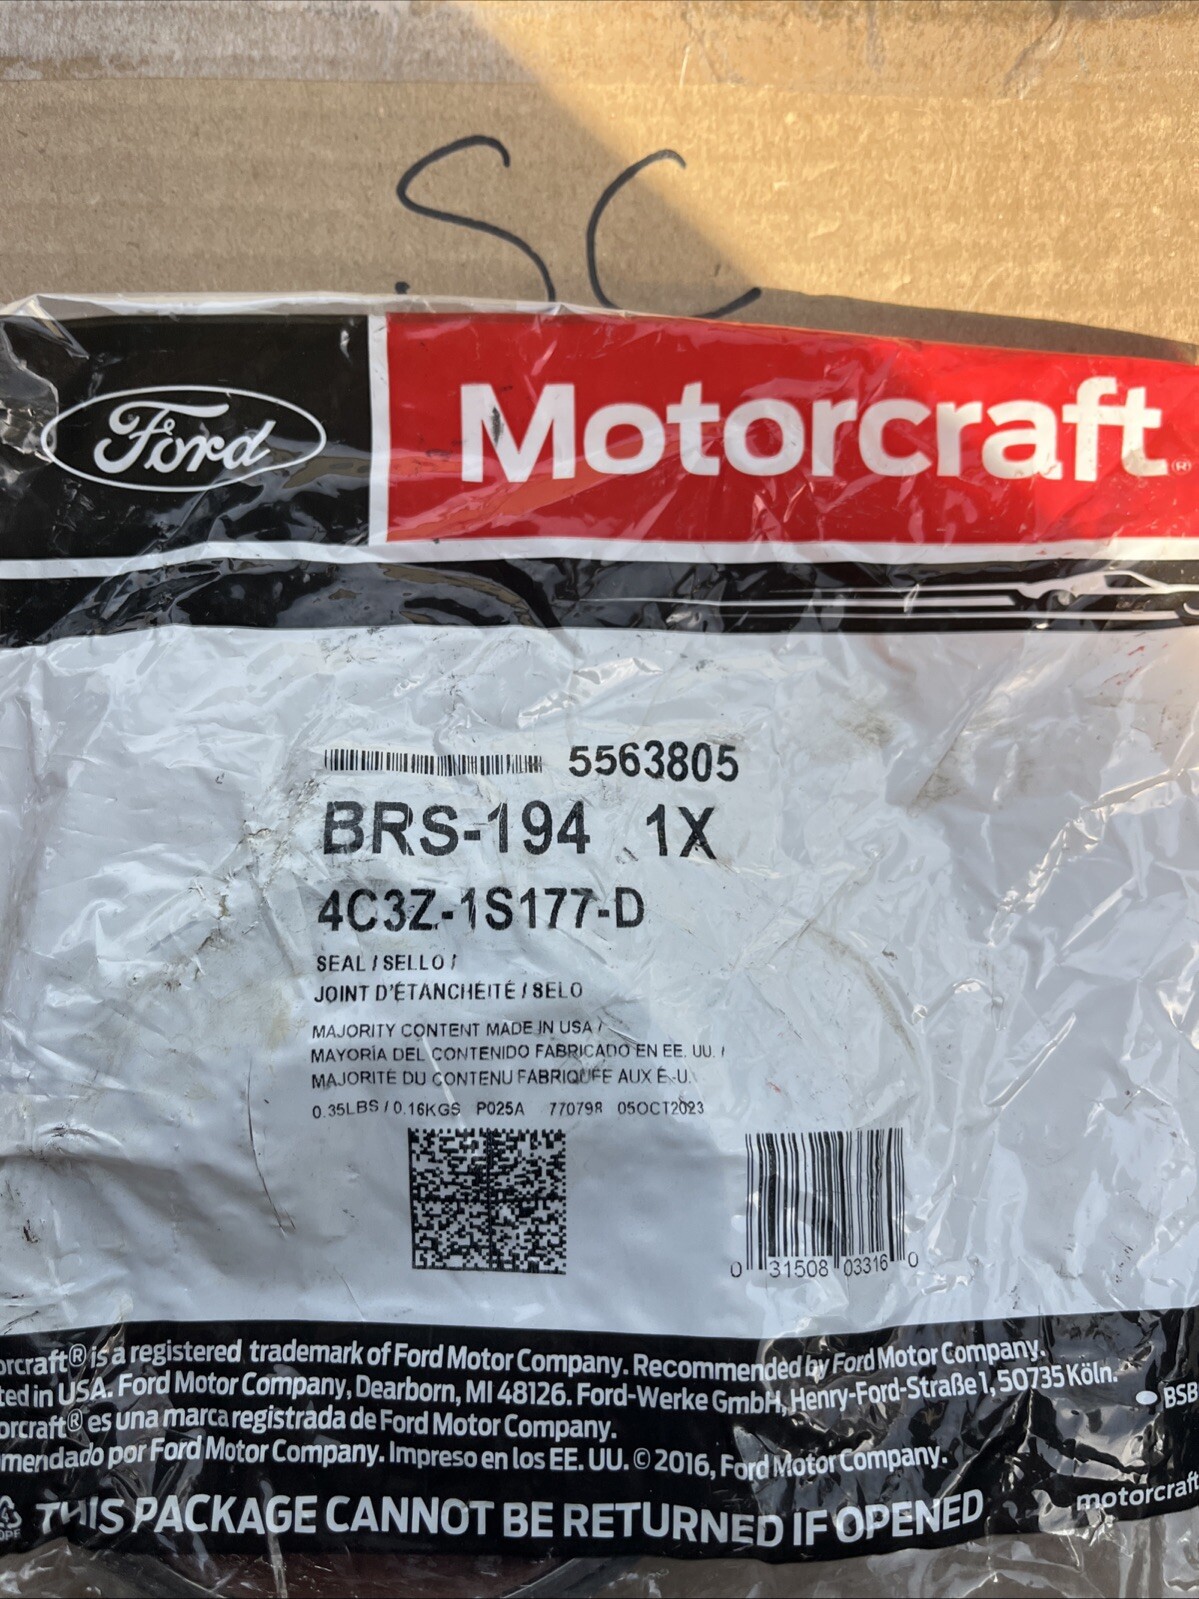 SC
Ford
Motorcraft®
5563805
BRS-194 1X
4C3Z-1S177-D
SEAL / SELLO /
JOINT D'ÉTANCHÉITÉ / SELO
MAJORITY CONTENT MADE IN USA /
MAYORÍA DEL CONTENIDO FABRICADO EN EE. UU. /
MAJORITÉ DU CONTENU FABRIQUÉE AUX É.-U.
0.35LBS / 0.16KGS P025A 770798 05OCT2023
0 31508 03316 0
orcraft® is a registered trademark of Ford Motor Company. Recommended by Ford Motor Company.
ted in USA. Ford Motor Company, Dearborn, MI 48126. Ford-Werke GmbH, Henry-Ford-Straße 1, 50735 Köln.
BSB
orcraft® es una marca registrada de Ford Motor Company.
mendado por Ford Motor Company. Impreso en los EE. UU. © 2016, Ford Motor Company.
motorcraft
4
THIS PACKAGE CANNOT BE RETURNED IF OPENED